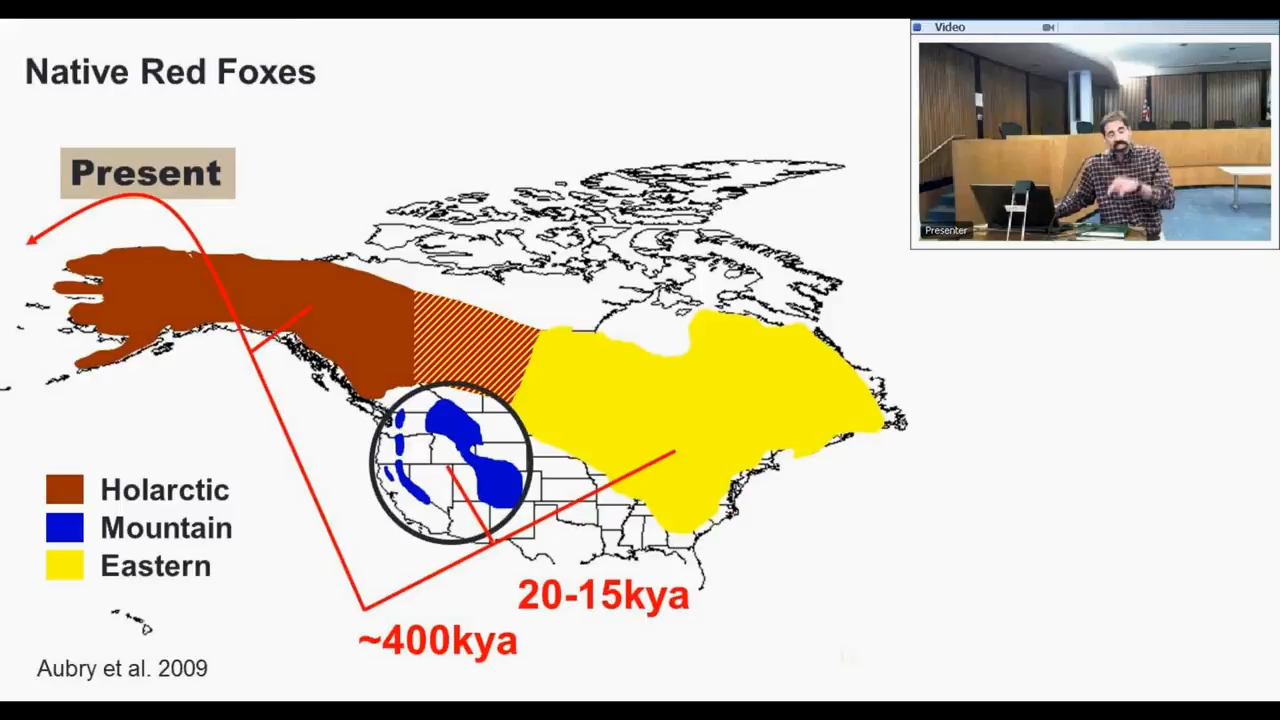 Native Red Foxes
Video
Presenter
Present
Holarctic
Mountain
Eastern
20-15kya
~400kya
Aubry et al. 2009